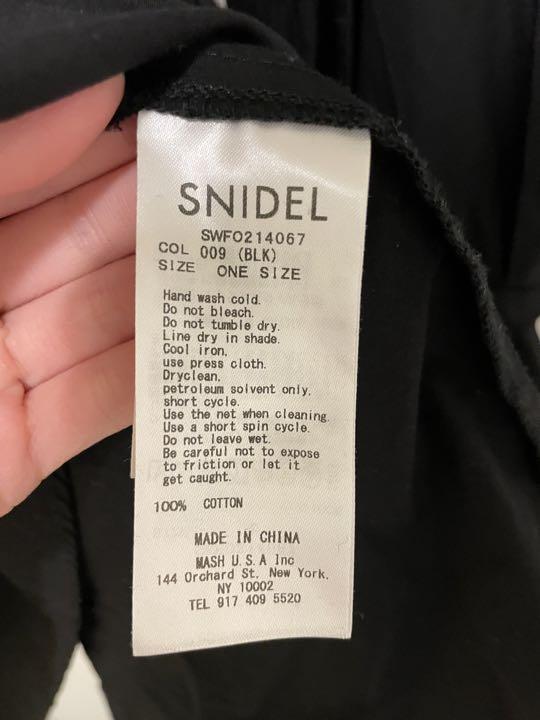 SNIDEL
SWFO214067
COL 009 (BLK)
SIZE ONE SIZE
Hand wash cold.
Do not bleach.
Do not tumble dry.
Line dry in shade.
Cool iron,
use press cloth.
Dryclean,
petroleum solvent only.
short cycle.
Use the net when cleaning.
Use a short spin cycle.
Do not leave wet.
Be careful not to expose
to friction or let it
get caught.
100% COTTON
MADE IN CHINA
MASH U.S.A Inc
144 Orchard St. New York.
NY 10002
TEL 917 409 5520